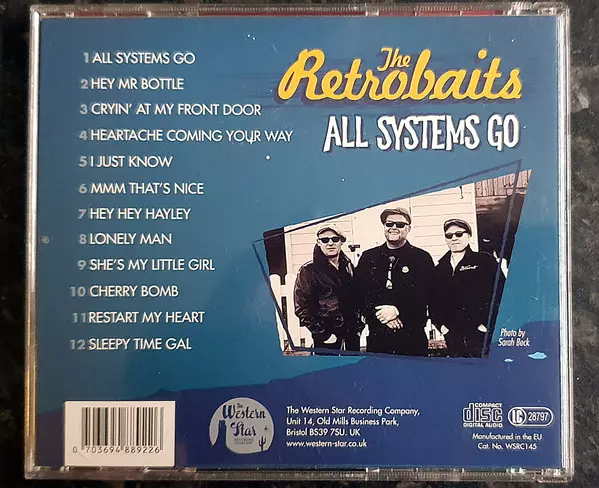 The
Retrobaits
ALL SYSTEMS GO
1 ALL SYSTEMS GO
2 HEY MR BOTTLE
3 CRYIN' AT MY FRONT DOOR
4 HEARTACHE COMING YOUR WAY
5 I JUST KNOW
6 MMM THAT'S NICE
7 HEY HEY HAYLEY
8 LONELY MAN
9 SHE'S MY LITTLE GIRL
10 CHERRY BOMB
11 RESTART MY HEART
12 SLEEPY TIME GAL
Photo by
Sarah Beck
0 703694 889226
The
Western
Star
The Western Star Recording Company,
Unit 14, Old Mills Business Park,
Bristol BS39 7SU. UK
www.western-star.co.uk
COMPACT
disc
DIGITAL AUDIO
LC 28797
Manufactured in the EU
Cat. No. WSRC145